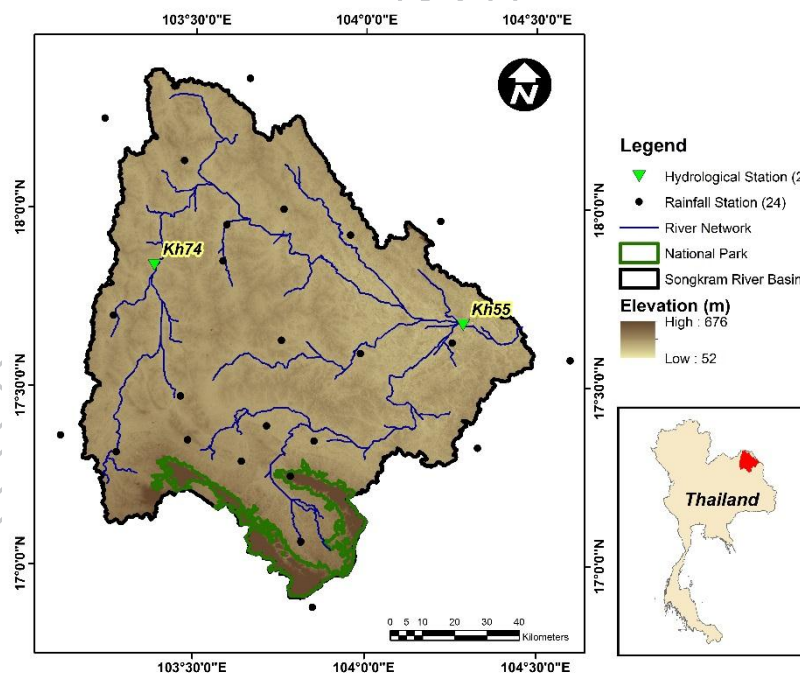 103°30'0"E 104°0'0"E 104°30'0"E
N
18°0'0"N
18°0'0"N
Kh74
Kh55
17°30'0"N
17°30'0"N
17°0'0"N
17°0'0"N
0 5 10 20 30 40
Kilometers
103°30'0"E 104°0'0"E 104°30'0"E
Legend
Hydrological Station (2
Rainfall Station (24)
River Network
National Park
Songkram River Basin
Elevation (m)
High : 676
Low : 52
Thailand